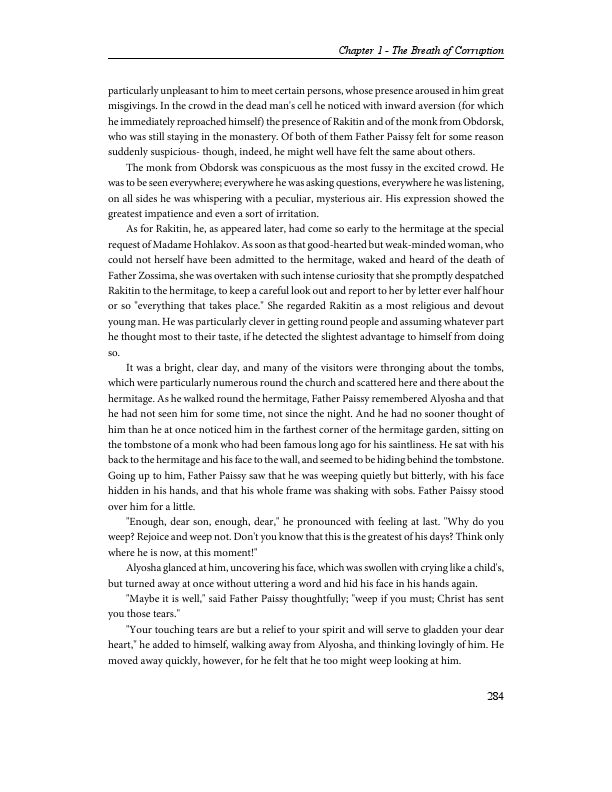 Chapter 1 - The Breath of Corruption
particularly unpleasant to him to meet certain persons, whose presence aroused in him great
misgivings. In the crowd in the dead man's cell he noticed with inward aversion (for which
he immediately reproached himself) the presence of Rakitin and of the monk from Obdorsk,
who was still staying in the monastery. Of both of them Father Paissy felt for some reason
suddenly suspicious- though, indeed, he might well have felt the same about others.
The monk from Obdorsk was conspicuous as the most fussy in the excited crowd. He
was to be seen everywhere; everywhere he was asking questions, everywhere he was listening,
on all sides he was whispering with a peculiar, mysterious air. His expression showed the
greatest impatience and even a sort of irritation.
As for Rakitin, he, as appeared later, had come so early to the hermitage at the special
request of Madame Hohlakov. As soon as that good-hearted but weak-minded woman, who
could not herself have been admitted to the hermitage, waked and heard of the death of
Father Zossima, she was overtaken with such intense curiosity that she promptly despatched
Rakitin to the hermitage, to keep a careful look out and report to her by letter ever half hour
or so "everything that takes place." She regarded Rakitin as a most religious and devout
young man. He was particularly clever in getting round people and assuming whatever part
he thought most to their taste, if he detected the slightest advantage to himself from doing
so.
It was a bright, clear day, and many of the visitors were thronging about the tombs,
which were particularly numerous round the church and scattered here and there about the
hermitage. As he walked round the hermitage, Father Paissy remembered Alyosha and that
he had not seen him for some time, not since the night. And he had no sooner thought of
him than he at once noticed him in the farthest corner of the hermitage garden, sitting on
the tombstone of a monk who had been famous long ago for his saintliness. He sat with his
back to the hermitage and his face to the wall, and seemed to be hiding behind the tombstone.
Going up to him, Father Paissy saw that he was weeping quietly but bitterly, with his face
hidden in his hands, and that his whole frame was shaking with sobs. Father Paissy stood
over him for a little.
"Enough, dear son, enough, dear," he pronounced with feeling at last. "Why do you
weep? Rejoice and weep not. Don't you know that this is the greatest of his days? Think only
where he is now, at this moment!"
Alyosha glanced at him, uncovering his face, which was swollen with crying like a child's,
but turned away at once without uttering a word and hid his face in his hands again.
"Maybe it is well," said Father Paissy thoughtfully; "weep if you must; Christ has sent
you those tears."
"Your touching tears are but a relief to your spirit and will serve to gladden your dear
heart," he added to himself, walking away from Alyosha, and thinking lovingly of him. He
moved away quickly, however, for he felt that he too might weep looking at him.
284